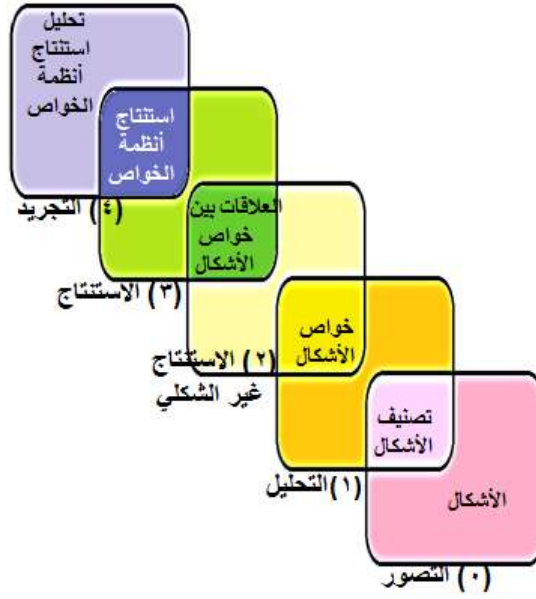 تحليل
استنتاج
أنظمة
الخواص
استنتاج
أنظمة
الخواص
(٤) التجريد
العلاقات بين
خواص
الأشكال
(٣) الاستنتاج
خواص
الأشكال
(٢) الاستنتاج
غير الشكلي
تصنيف
الأشكال
(١) التحليل
الأشكال
(٠) التصور